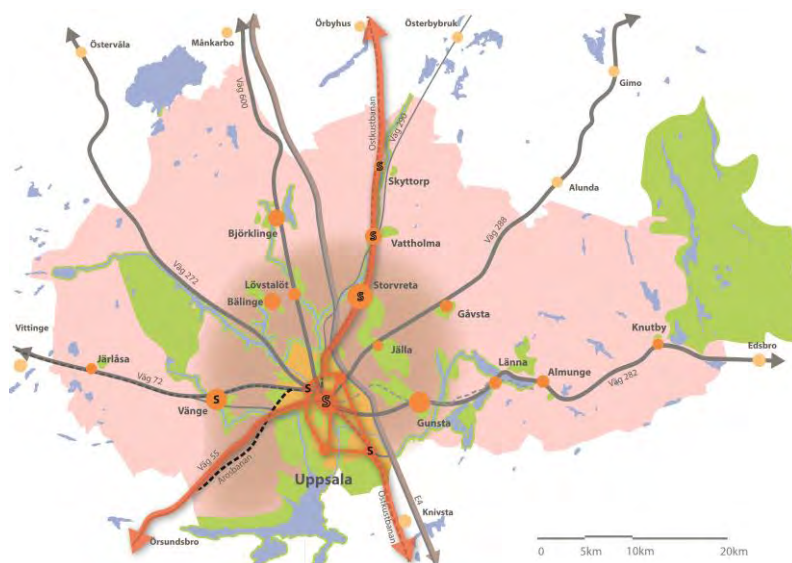 Örbyhus
Österbybruk
Österväla
Månkarbo
Gimo
Väg 600
Ostkustbanan
Väg 290
S
Skyttorp
Alunda
Björklinge
S
Vattholma
Väg 288
Väg 272
Lövstalöt
Bälinge
S
Storvreta
Gåvsta
Vittinge
Knutby
Edsbro
Järlåsa
Jälla
Länna
Almunge
Väg 72
S
S
S
Väg 282
Vänge
Gunsta
Väg 55
Arosbanan
S
Uppsala
E4
Ostkustbanan
Knivsta
Örsundsbro
0 5km 10km 20km